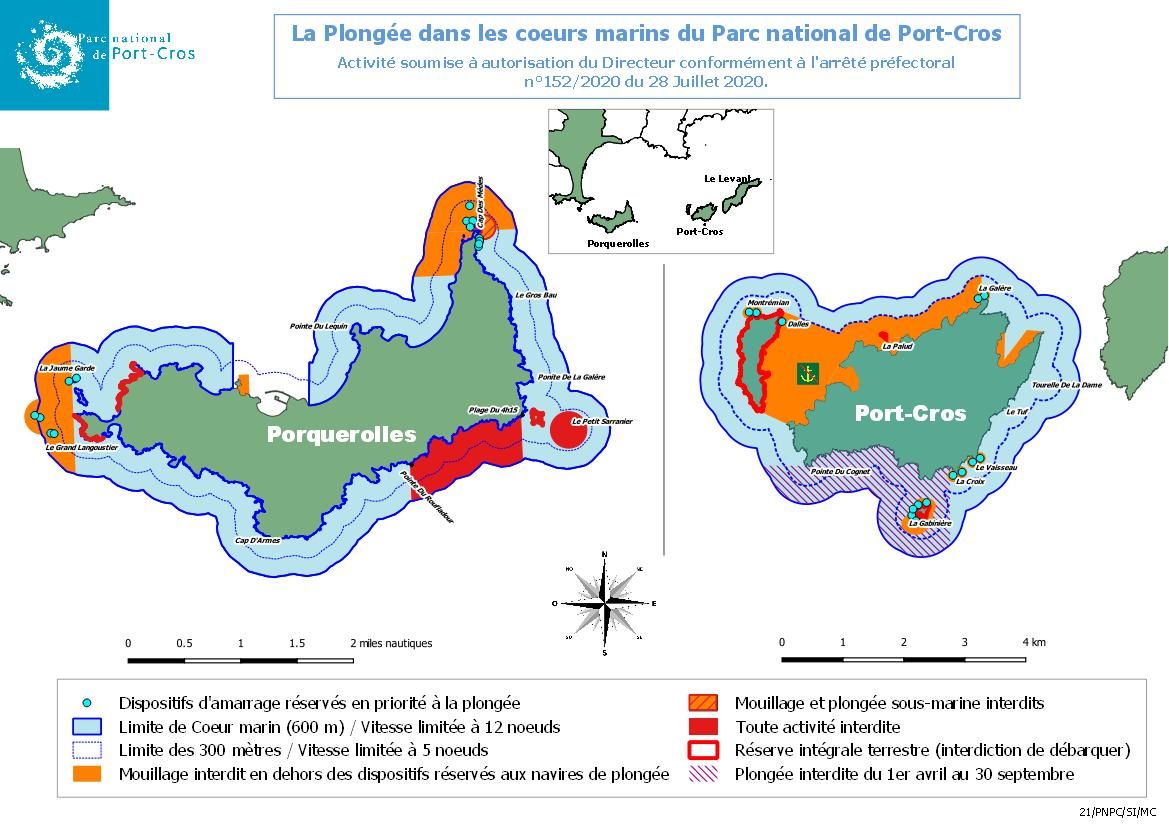 Parc national
de Port-Cros
La Plongée dans les coeurs marins du Parc national de Port-Cros
Activité soumise à autorisation du Directeur conformément à l'arrêté préfectoral
n°152/2020 du 28 Juillet 2020.
Le Levant
Port-Cros
Porquerolles
Cap Des Mèdes
Le Gros Bau
Pointe Du Lequin
La Jaume Garde
Ponite De La Galére
Plage Du 4h15
Le Petit Sarranier
Porquerolles
Le Grand Langoustier
Pointe Du Roufladour
Cap D'Armes
La Galère
Montrémian
Dalles
La Palud
Tourelle De La Dame
Port-Cros
Le Tuf
Pointe Du Cognet
Le Vaisseau
La Croix
La Gabinière
N
NO
NE
O
E
SO
SE
S
0 0.5 1 1.5 2 miles nautiques
0 1 2 3 4 km
Dispositifs d'amarrage réservés en priorité à la plongée
Limite de Coeur marin (600 m) / Vitesse limitée à 12 noeuds
Limite des 300 mètres / Vitesse limitée à 5 noeuds
Mouillage interdit en dehors des dispositifs réservés aux navires de plongée
Mouillage et plongée sous-marine interdits
Toute activité interdite
Réserve intégrale terrestre (interdiction de débarquer)
Plongée interdite du 1er avril au 30 septembre
21/PNPC/SI/MC